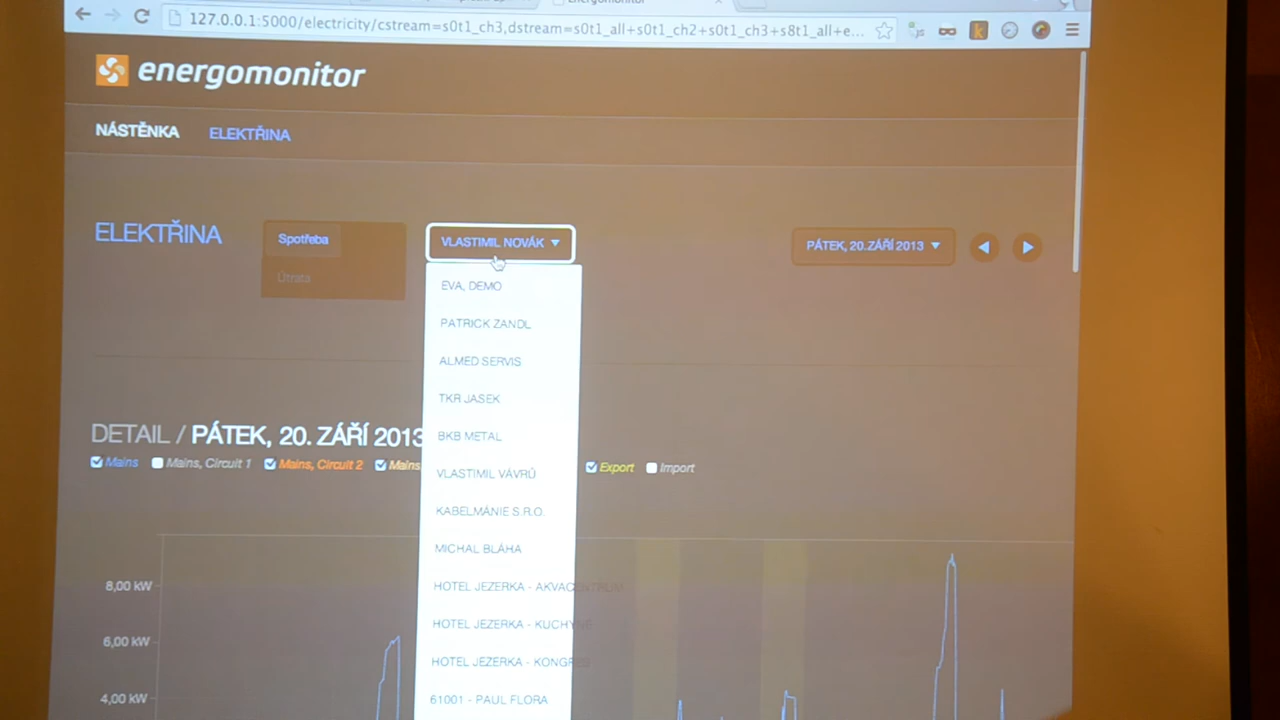 127.0.0.1:5000/electricity/cstream=s0t1_ch3,dstream=s0t1_all+s0t1_ch2+s0t1_ch3+s8t1_all+e...
energomonitor
NÁSTĚNKA ELEKTŘINA
ELEKTŘINA
Spotřeba
Útrata
VLASTIMIL NOVÁK
PÁTEK, 20.ZÁŘÍ 2013
EVA, DEMO
PATRICK ZANDL
ALMED SERVIS
TKR JASEK
BKB METAL
VLASTIMIL VÁVRŮ
KABELMÁNIE S.R.O.
MICHAL BLÁHA
HOTEL JEZERKA - AKVACENTRUM
HOTEL JEZERKA - KUCHYNĚ
HOTEL JEZERKA - KONGRES
61001 - PAUL FLORA
DETAIL / PÁTEK, 20. ZÁŘÍ 2013
Mains Mains, Circuit 1 Mains, Circuit 2 Mains Export Import
8,00 kW
6,00 kW
4,00 kW